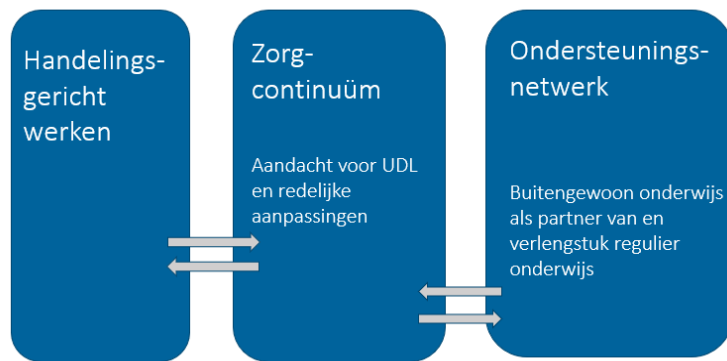 Handelings-
gericht
werken
Zorg-
continuüm
Aandacht voor UDL
en redelijke
aanpassingen
Ondersteunings-
netwerk
Buitengewoon onderwijs
als partner van en
verlengstuk regulier
onderwijs